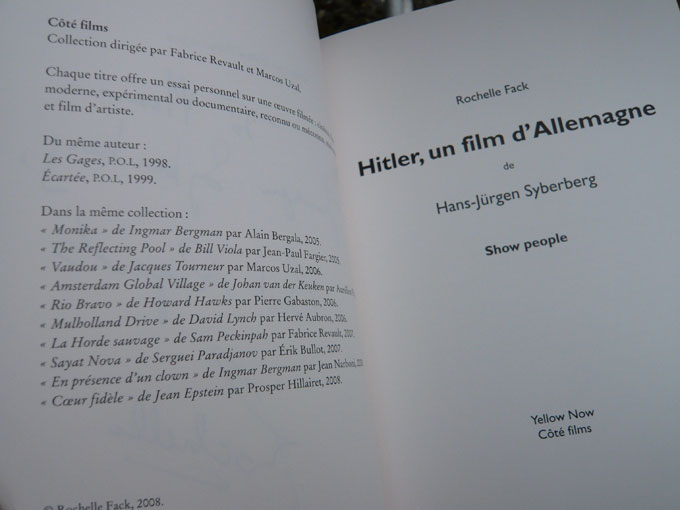 Côté films
Collection dirigée par Fabrice Revault et Marcos Uzal.
Chaque titre offre un essai personnel sur une œuvre filmée :
moderne, expérimental ou documentaire, reconnu ou
et film d'artiste.
Du même auteur :
Les Gages, P.O.L, 1998.
Écartée, P.O.L, 1999.
Dans la même collection :
« Monika » de Ingmar Bergman par Alain Bergala, 2005.
« The Reflecting Pool » de Bill Viola par Jean-Paul Fargier, 2005.
« Vaudou » de Jacques Tourneur par Marcos Uzal, 2006.
« Amsterdam Global Village » de Johan van der Keuken par
« Rio Bravo » de Howard Hawks par Pierre Gabaston, 2006.
« Mulholland Drive » de David Lynch par Hervé Aubron, 2006.
« La Horde sauvage » de Sam Peckinpah par Fabrice Revault, 2007.
« Sayat Nova » de Serguei Paradjanov par Érik Bullot, 2007.
« En présence d'un clown » de Ingmar Bergman par Jean Narboni,
« Cœur fidèle » de Jean Epstein par Prosper Hillairet, 2008.
© Rochelle Fack, 2008.
Rochelle Fack
Hitler, un film d'Allemagne
de
Hans-Jürgen Syberberg
Show people
Yellow Now
Côté films